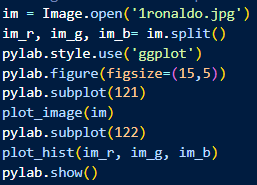 im = Image.open('1ronaldo.jpg')
im_r, im_g, im_b= im.split()
pylab.style.use('ggplot')
pylab.figure(figsize=(15,5))
pylab.subplot(121)
plot_image(im)
pylab.subplot(122)
plot_hist(im_r, im_g, im_b)
pylab.show()